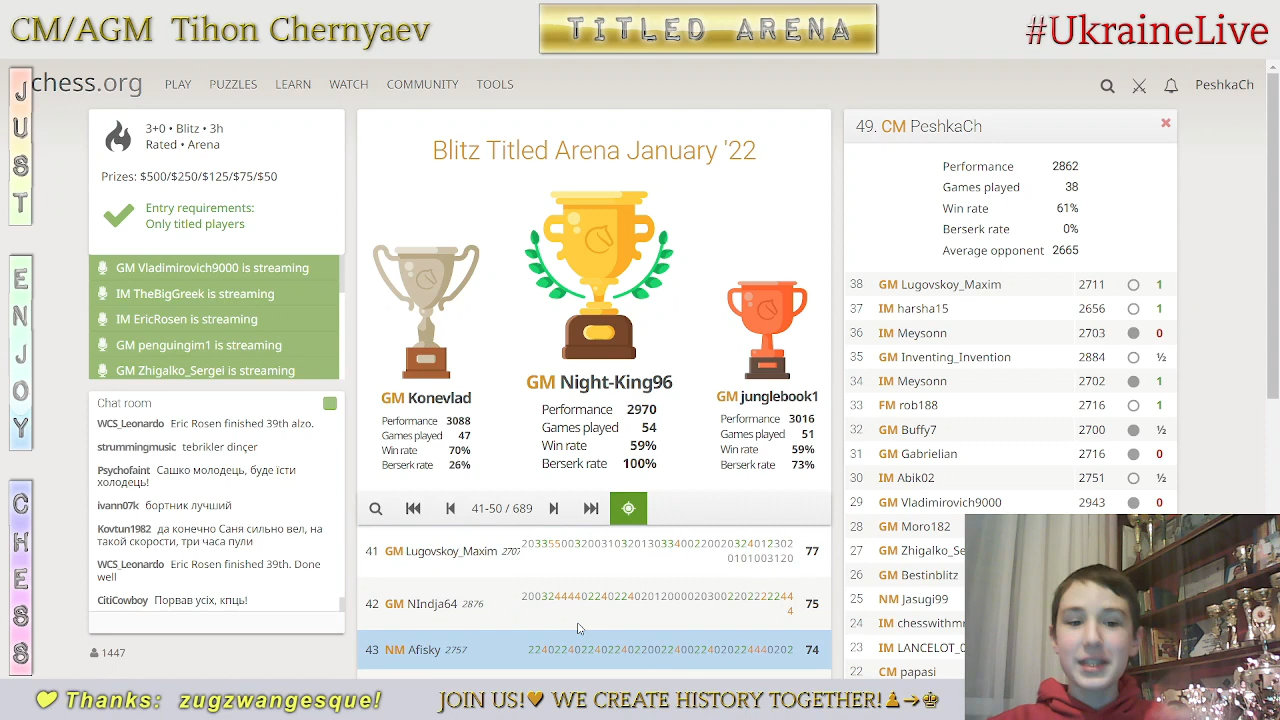 CM/AGM Tihon Chernyaev
TITLED ARENA
#UkraineLive
JUST
ENJOY
CHESS
chess.org
PLAY PUZZLES LEARN WATCH COMMUNITY TOOLS
PeshkaCh
3+0 • Blitz • 3h
Rated • Arena
Prizes: $500/$250/$125/$75/$50
Entry requirements:
Only titled players
GM Vladimirovich9000 is streaming
IM TheBigGreek is streaming
IM EricRosen is streaming
GM penguingim1 is streaming
GM Zhigalko_Sergei is streaming
Chat room
WCS_Leonardo Eric Rosen finished 39th alzo.
strummingmusic tebrikler dinçer
Psychofaint Сашко молодець, буде їсти
холодець!
ivann07k бортник лучший
Kovtun1982 да конечно Саня сильно вел, на
такой скорости, три часа пули
WCS_Leonardo Eric Rosen finished 39th. Done
well
CitiCowboy Порвав усіх, кпць!
1447
Blitz Titled Arena January '22
GM Konevlad
Performance 3088
Games played 47
Win rate 70%
Berserk rate 26%
GM Night-King96
Performance 2970
Games played 54
Win rate 59%
Berserk rate 100%
GM junglebook1
Performance 3016
Games played 51
Win rate 59%
Berserk rate 73%
41-50 / 689
41 GM Lugovskoy_Maxim 77
42 GM NIndja64 2876 75
43 NM Afisky 2757 74
49. CM PeshkaCh
Performance 2862
Games played 38
Win rate 61%
Berserk rate 0%
Average opponent 2665
38 GM Lugovskoy_Maxim 2711 1
37 IM harsha15 2656 1
36 IM Meysonn 2703 0
35 GM Inventing_Invention 2884 ½
34 IM Meysonn 2702 1
33 FM rob188 2716 1
32 GM Buffy7 2700 ½
31 GM Gabrielian 2716 0
30 IM Abik02 2751 ½
29 GM Vladimirovich9000 2943 0
28 GM Moro182
27 GM Zhigalko_Se
26 GM Bestinblitz
25 NM Jasugi99
24 IM chesswithm
23 IM LANCELOT_0
22 CM papasi
Thanks: zugzwangesque!
JOIN US! WE CREATE HISTORY TOGETHER!